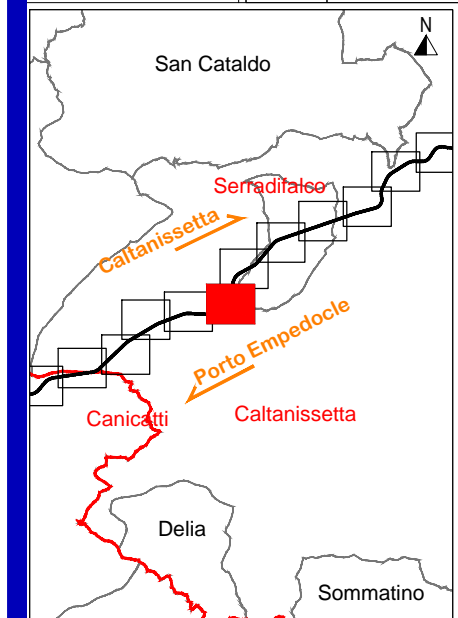 N
San Cataldo
Serradifalco
Caltanissetta
Porto Empedocle
Canicatti
Caltanissetta
Delia
Sommatino